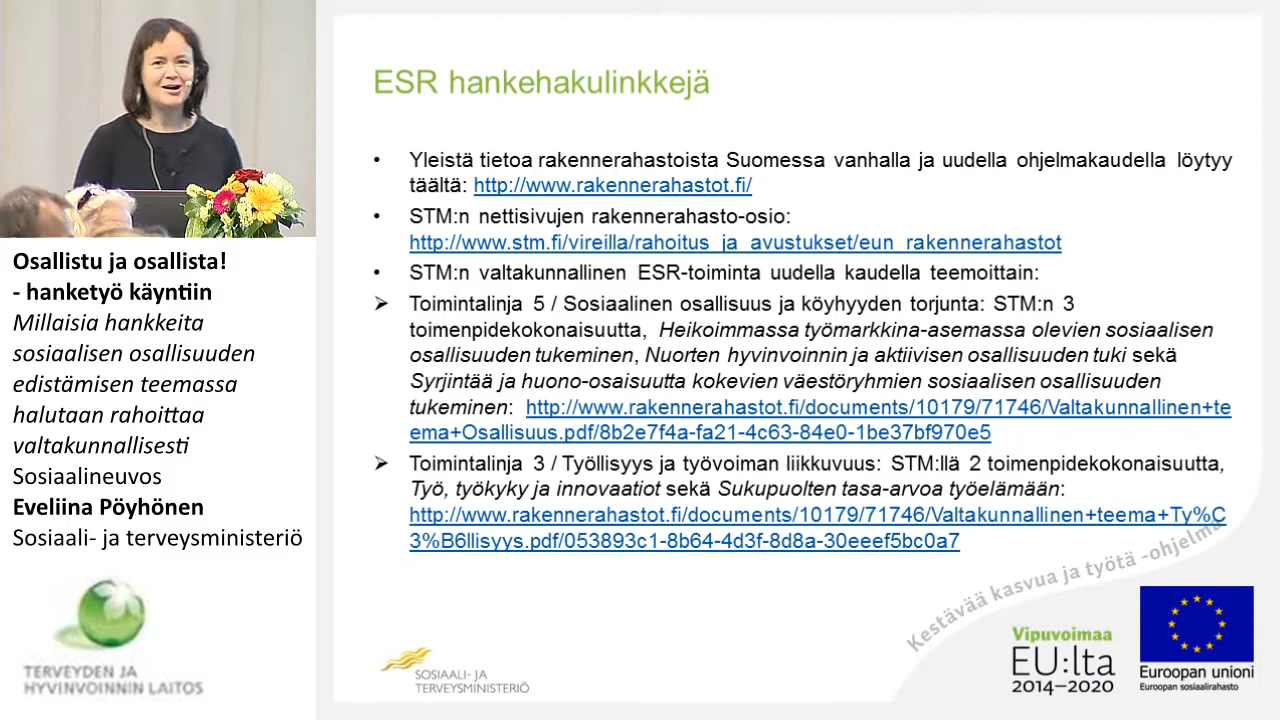 Osallistu ja osallista!
- hanketyö käyntiin
Millaisia hankkeita
sosiaalisen osallisuuden
edistämisen teemassa
halutaan rahoittaa
valtakunnallisesti
Sosiaalineuvos
Eveliina Pöyhönen
Sosiaali- ja terveysministeriö
TERVEYDEN JA
HYVINVOINNIN LAITOS
ESR hankehakulinkkejä
• Yleistä tietoa rakennerahastoista Suomessa vanhalla ja uudella ohjelmakaudella löytyy
täältä: http://www.rakennerahastot.fi/
• STM:n nettisivujen rakennerahasto-osio:
http://www.stm.fi/vireilla/rahoitus_ja_avustukset/eun_rakennerahastot
• STM:n valtakunnallinen ESR-toiminta uudella kaudella teemoittain:
➢ Toimintalinja 5 / Sosiaalinen osallisuus ja köyhyyden torjunta: STM:n 3
toimenpidekokonaisuutta, Heikoimmassa työmarkkina-asemassa olevien sosiaalisen
osallisuuden tukeminen, Nuorten hyvinvoinnin ja aktiivisen osallisuuden tuki sekä
Syrjintää ja huono-osaisuutta kokevien väestöryhmien sosiaalisen osallisuuden
tukeminen: http://www.rakennerahastot.fi/documents/10179/71746/Valtakunnallinen+te
ema+Osallisuus.pdf/8b2e7f4a-fa21-4c63-84e0-1be37bf970e5
➢ Toimintalinja 3 / Työllisyys ja työvoiman liikkuvuus: STM:llä 2 toimenpidekokonaisuutta,
Työ, työkyky ja innovaatiot sekä Sukupuolten tasa-arvoa työelämään:
http://www.rakennerahastot.fi/documents/10179/71746/Valtakunnallinen+teema+Ty%C
3%B6llisyys.pdf/053893c1-8b64-4d3f-8d8a-30eeef5bc0a7
Kestävää kasvua ja työtä -ohjelma
SOSIAALI- JA
TERVEYSMINISTERIÖ
Vipuvoimaa
EU:lta
2014–2020
Euroopan unioni
Euroopan sosiaalirahasto